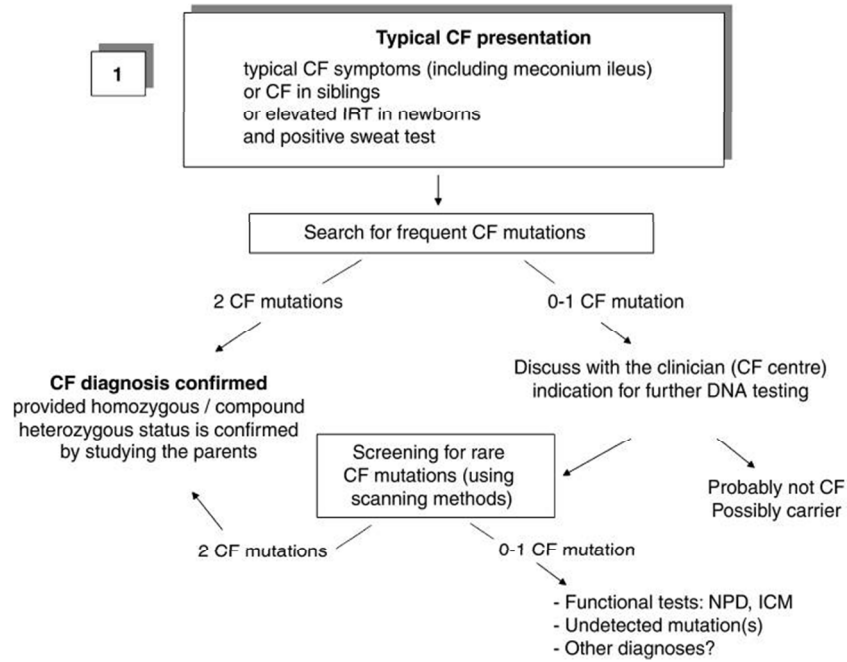 1
Typical CF presentation
typical CF symptoms (including meconium ileus)
or CF in siblings
or elevated IRT in newborns
and positive sweat test
Search for frequent CF mutations
2 CF mutations
0-1 CF mutation
CF diagnosis confirmed
provided homozygous / compound
heterozygous status is confirmed
by studying the parents
Discuss with the clinician (CF centre)
indication for further DNA testing
Screening for rare
CF mutations (using
scanning methods)
Probably not CF
Possibly carrier
2 CF mutations
0-1 CF mutation
- Functional tests: NPD, ICM
- Undetected mutation(s)
- Other diagnoses?